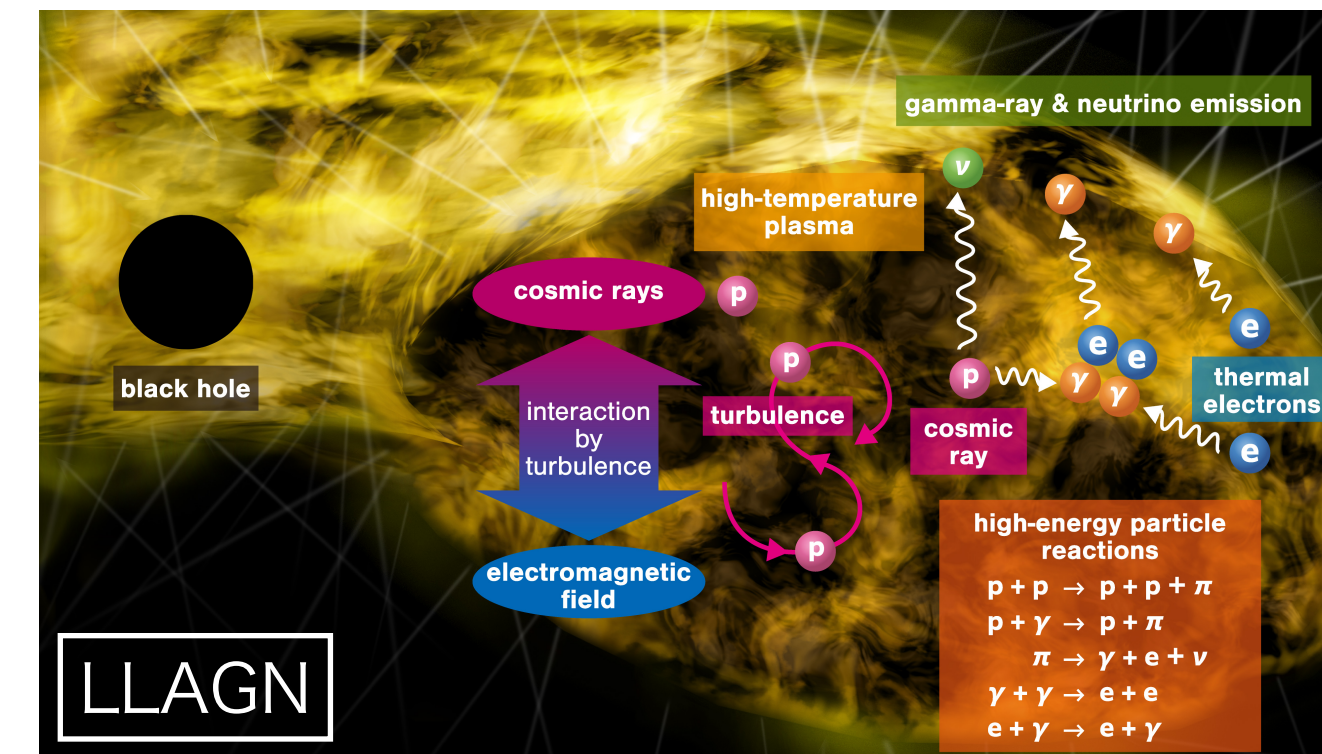 gamma-ray & neutrino emission
ν
γ
γ
high-temperature
plasma
cosmic rays
p
e
e
e
p
p
γ
γ
thermal
electrons
black hole
interaction
by
turbulence
turbulence
cosmic
ray
e
p
high-energy particle
reactions
electromagnetic
field
p + p → p + p + π
p + γ → p + π
π → γ + e + ν
γ + γ → e + e
e + γ → e + γ
LLAGN